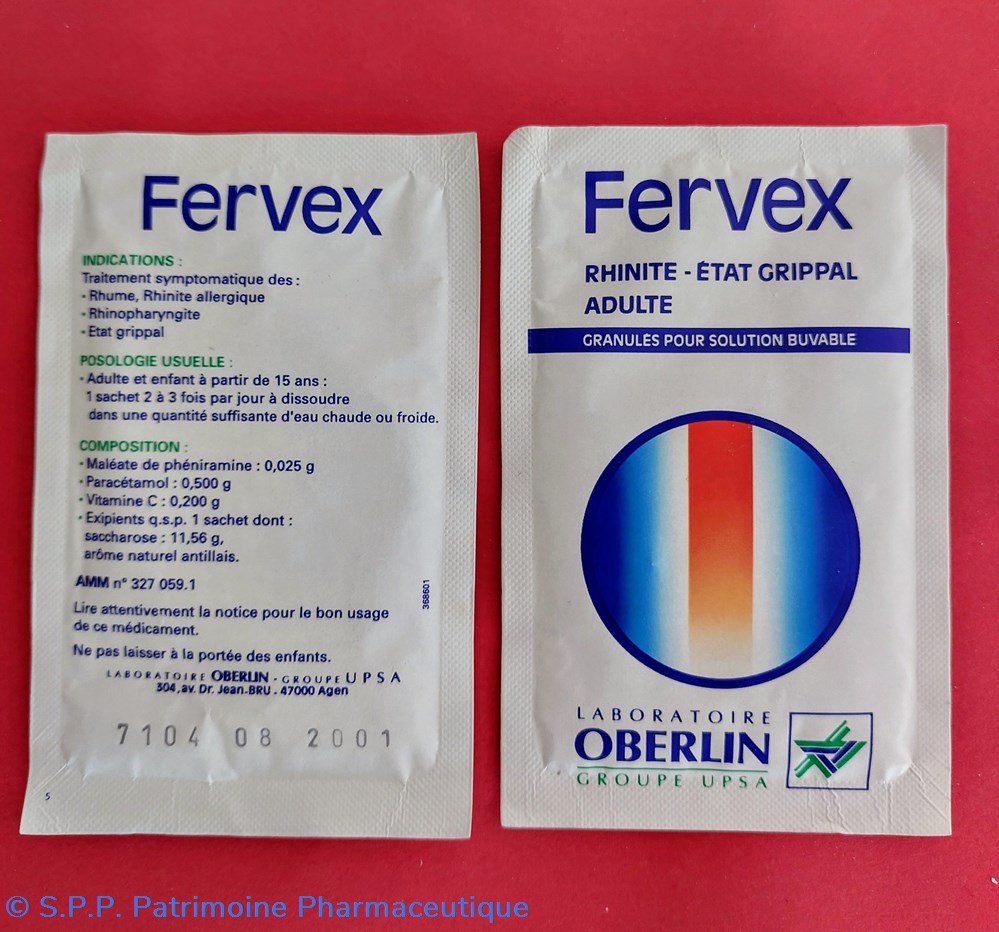 Fervex
INDICATIONS :
Traitement symptomatique des :
• Rhume, Rhinite allergique
• Rhinopharyngite
• Etat grippal
POSOLOGIE USUELLE :
• Adulte et enfant à partir de 15 ans :
1 sachet 2 à 3 fois par jour à dissoudre
dans une quantité suffisante d'eau chaude ou froide.
COMPOSITION :
• Maléate de phéniramine : 0,025 g
• Paracétamol : 0,500 g
• Vitamine C : 0,200 g
• Exipients q.s.p. 1 sachet dont :
saccharose : 11,56 g,
arôme naturel antillais.
AMM n° 327 059.1
368601
Lire attentivement la notice pour le bon usage
de ce médicament.
Ne pas laisser à la portée des enfants.
LABORATOIRE OBERLIN - GROUPE UPSA
304, av. Dr. Jean.BRU . 47000 Agen
7104 08 2001
5
Fervex
RHINITE - ÉTAT GRIPPAL
ADULTE
GRANULÉS POUR SOLUTION BUVABLE
LABORATOIRE
OBERLIN
GROUPE UPSA
© S.P.P. Patrimoine Pharmaceutique